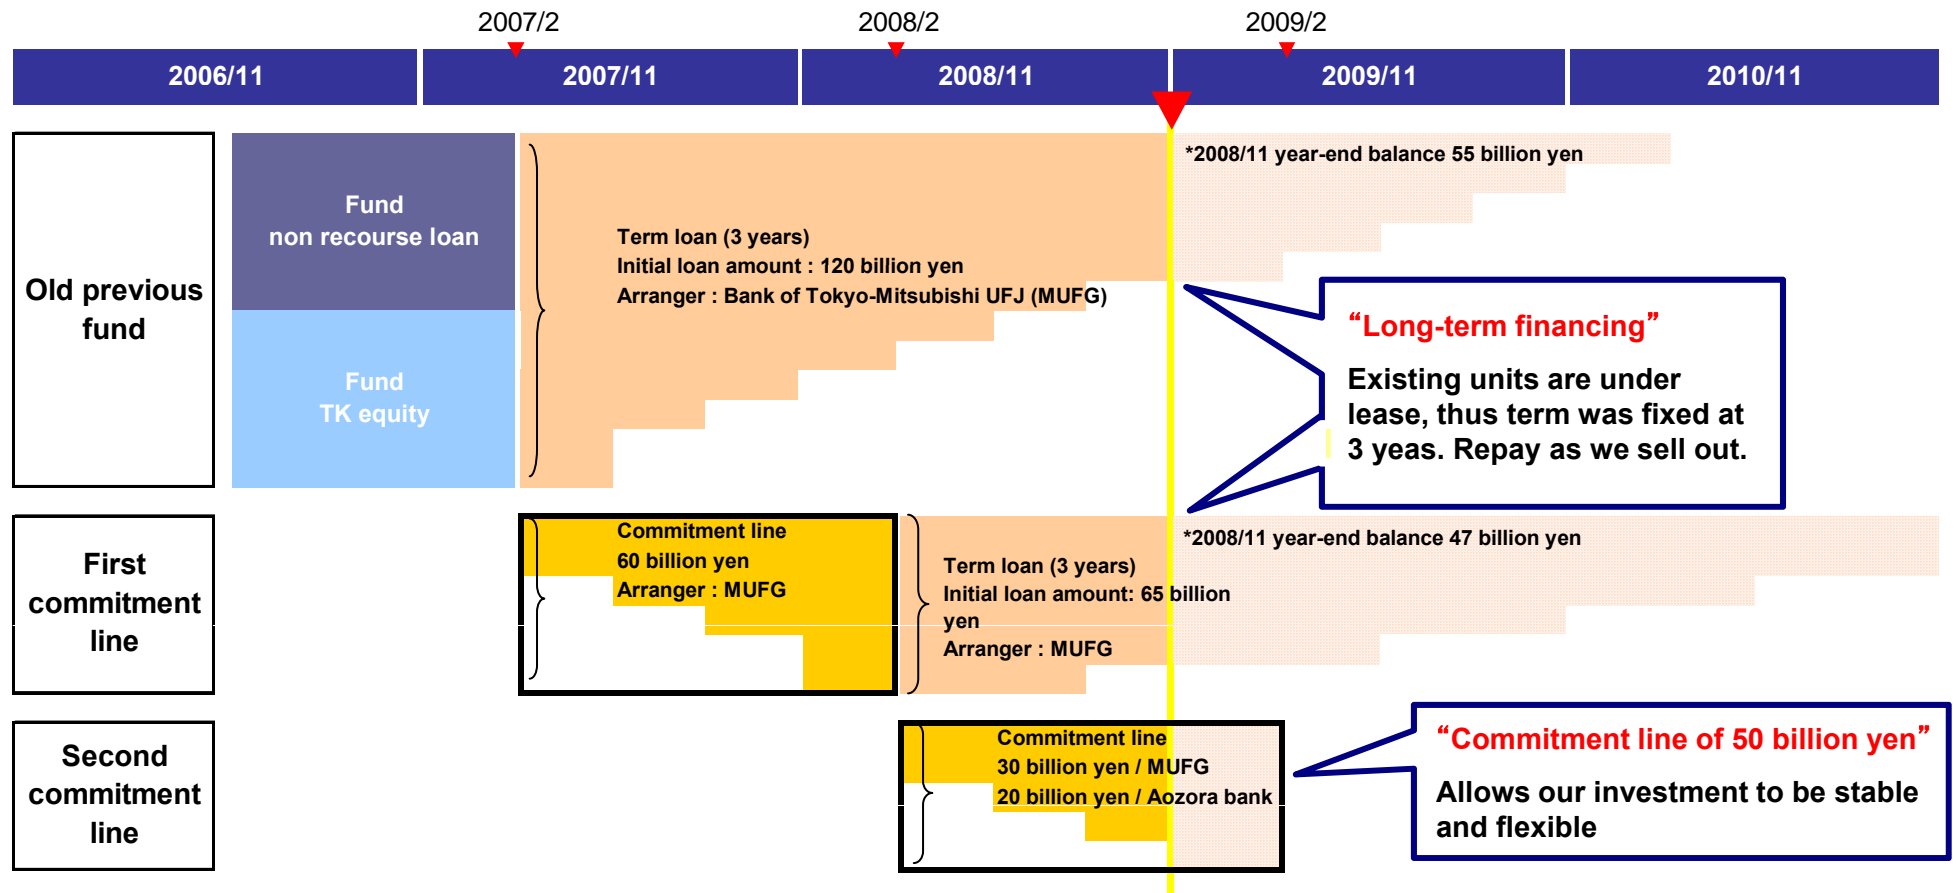 2007/2
2008/2
2009/2
2006/11
2007/11
2008/11
2009/11
2010/11
Old previous
fund
Fund
non recourse loan
Fund
TK equity
Term loan (3 years)
Initial loan amount : 120 billion yen
Arranger : Bank of Tokyo-Mitsubishi UFJ (MUFG)
*2008/11 year-end balance 55 billion yen
“Long-term financing”
Existing units are under
lease, thus term was fixed at
3 yeas. Repay as we sell out.
First
commitment
line
Commitment line
60 billion yen
Arranger : MUFG
Term loan (3 years)
Initial loan amount: 65 billion
yen
Arranger : MUFG
*2008/11 year-end balance 47 billion yen
Second
commitment
line
Commitment line
30 billion yen / MUFG
20 billion yen / Aozora bank
“Commitment line of 50 billion yen”
Allows our investment to be stable
and flexible